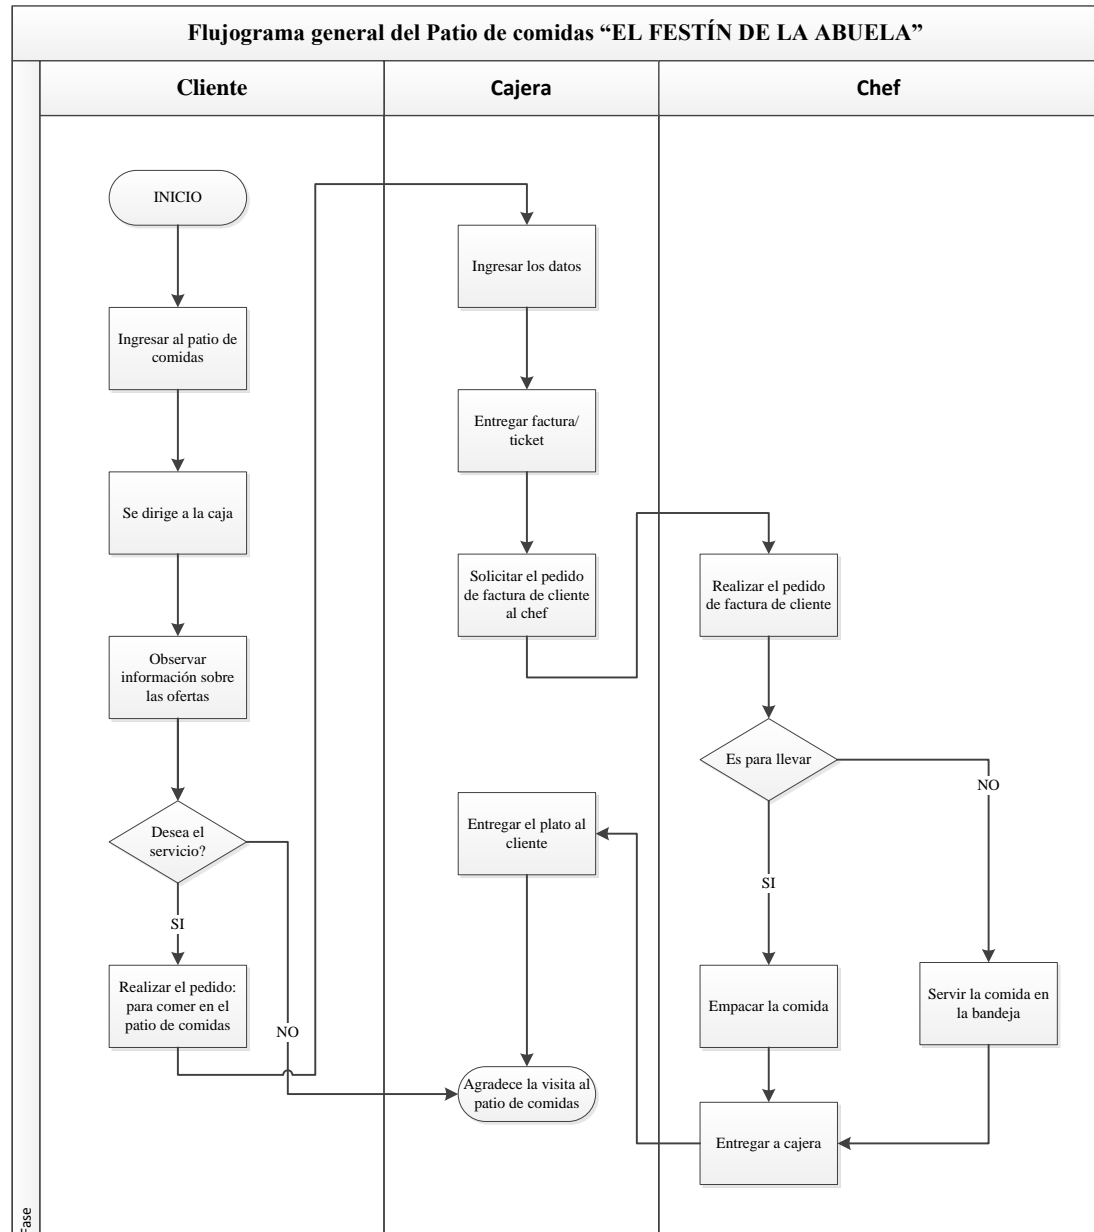 Flujograma general del Patio de comidas “EL FESTÍN DE LA ABUELA”
Cliente
Cajera
Chef
INICIO
Ingresar al patio de
comidas
Se dirige a la caja
Observar
información sobre
las ofertas
Desea el
servicio?
SI
NO
Realizar el pedido:
para comer en el
patio de comidas
Ingresar los datos
Entregar factura/
ticket
Solicitar el pedido
de factura de cliente
al chef
Entregar el plato al
cliente
Agradece la visita al
patio de comidas
Realizar el pedido
de factura de cliente
Es para llevar
NO
SI
Empacar la comida
Servir la comida en
la bandeja
Entregar a cajera
Fase